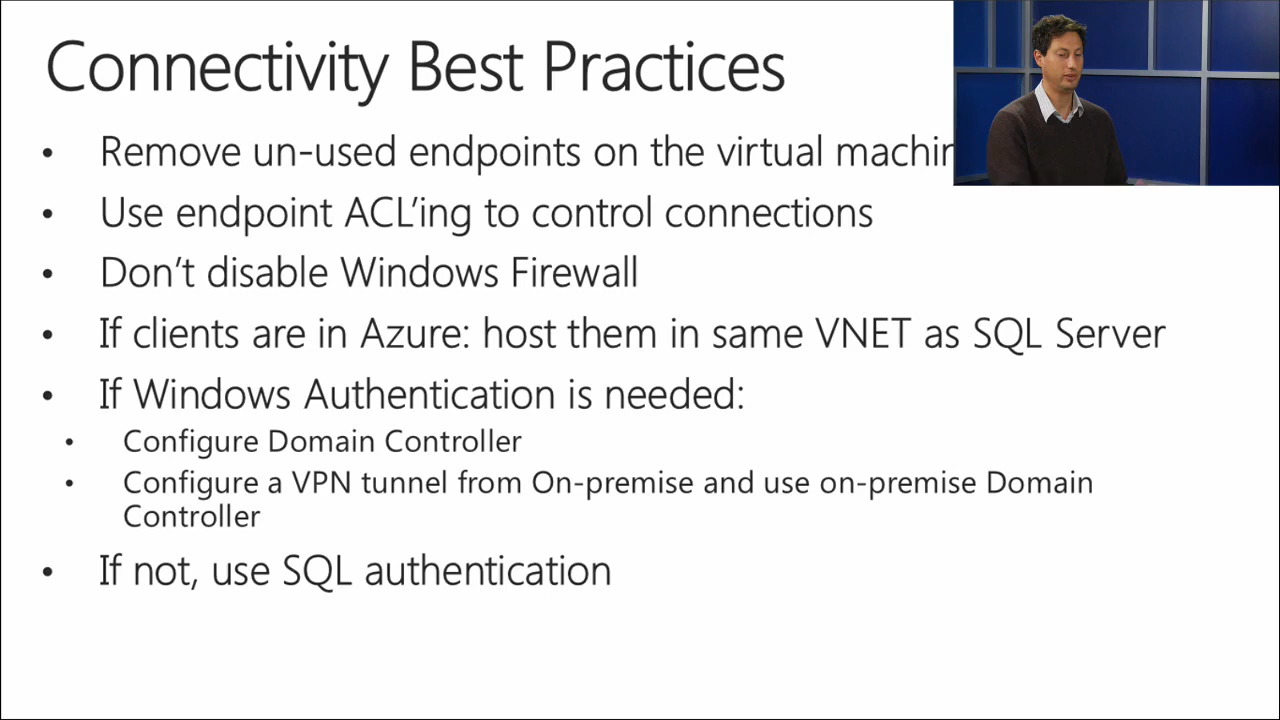 Connectivity Best Practices
• Remove un-used endpoints on the virtual
• Use endpoint ACL’ing to control connections
• Don’t disable Windows Firewall
• If clients are in Azure: host them in same VNET as SQL Server
• If Windows Authentication is needed:
• Configure Domain Controller
• Configure a VPN tunnel from On-premise and use on-premise Domain
Controller
• If not, use SQL authentication